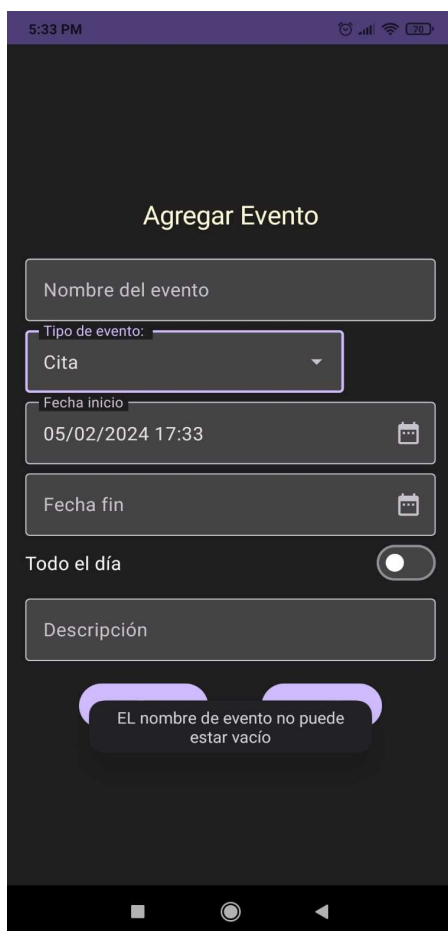 5:33 PM
70
Agregar Evento
Nombre del evento
Tipo de evento:
Cita
Fecha inicio
05/02/2024 17:33
Fecha fin
Todo el día
Descripción
EL nombre de evento no puede
estar vacío